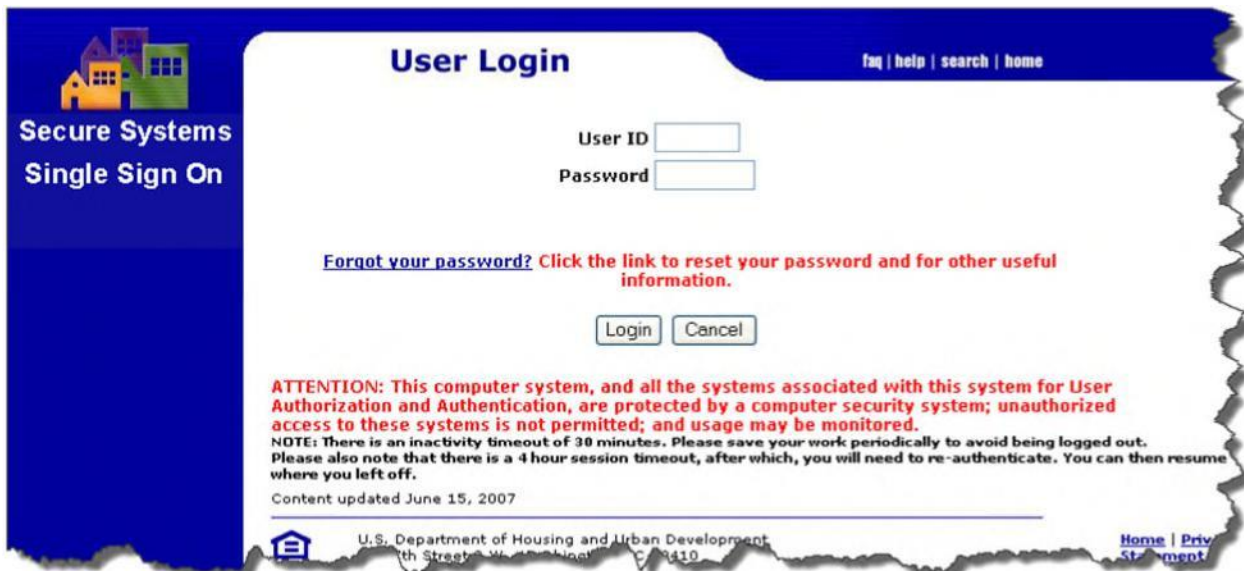 Secure Systems
Single Sign On
User Login
faq | help | search | home
User ID
Password
Forgot your password? Click the link to reset your password and for other useful
information.
Login Cancel
ATTENTION: This computer system, and all the systems associated with this system for User
Authorization and Authentication, are protected by a computer security system; unauthorized
access to these systems is not permitted; and usage may be monitored.
NOTE: There is an inactivity timeout of 30 minutes. Please save your work periodically to avoid being logged out.
Please also note that there is a 4 hour session timeout, after which, you will need to re-authenticate. You can then resume
where you left off.
Content updated June 15, 2007
U.S. Department of Housing and Urban Development
Home | Priv
th Street
Statement